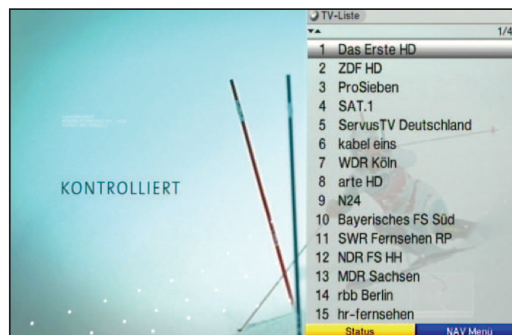 TV-Liste
1/4
1 Das Erste HD
2 ZDF HD
3 ProSieben
4 SAT.1
5 ServusTV Deutschland
6 kabel eins
7 WDR Köln
8 arte HD
9 N24
10 Bayerisches FS Süd
11 SWR Fernsehen RP
12 NDR FS HH
13 MDR Sachsen
14 rbb Berlin
15 hr-fernsehen
Status
NAV Menü
KONTROLLIERT